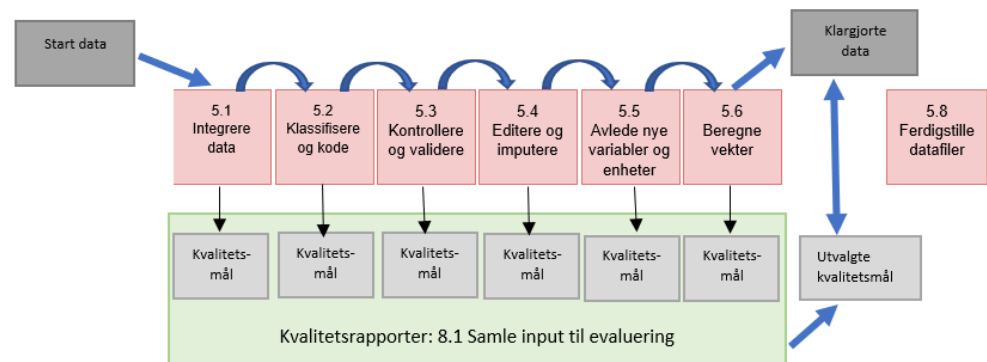 Start data
Klargjorte
data
5.1
Integrere
data
5.2
Klassifisere
og kode
5.3
Kontrollere
og validere
5.4
Editere og
imputere
5.5
Avlede nye
variabler og
enheter
5.6
Beregne
vekter
5.8
Ferdigstille
datafiler
Kvalitets-
mål
Kvalitets-
mål
Kvalitets-
mål
Kvalitets-
mål
Kvalitets-
mål
Kvalitets-
mål
Utvalgte
kvalitetsmål
Kvalitetsrapporter: 8.1 Samle input til evaluering